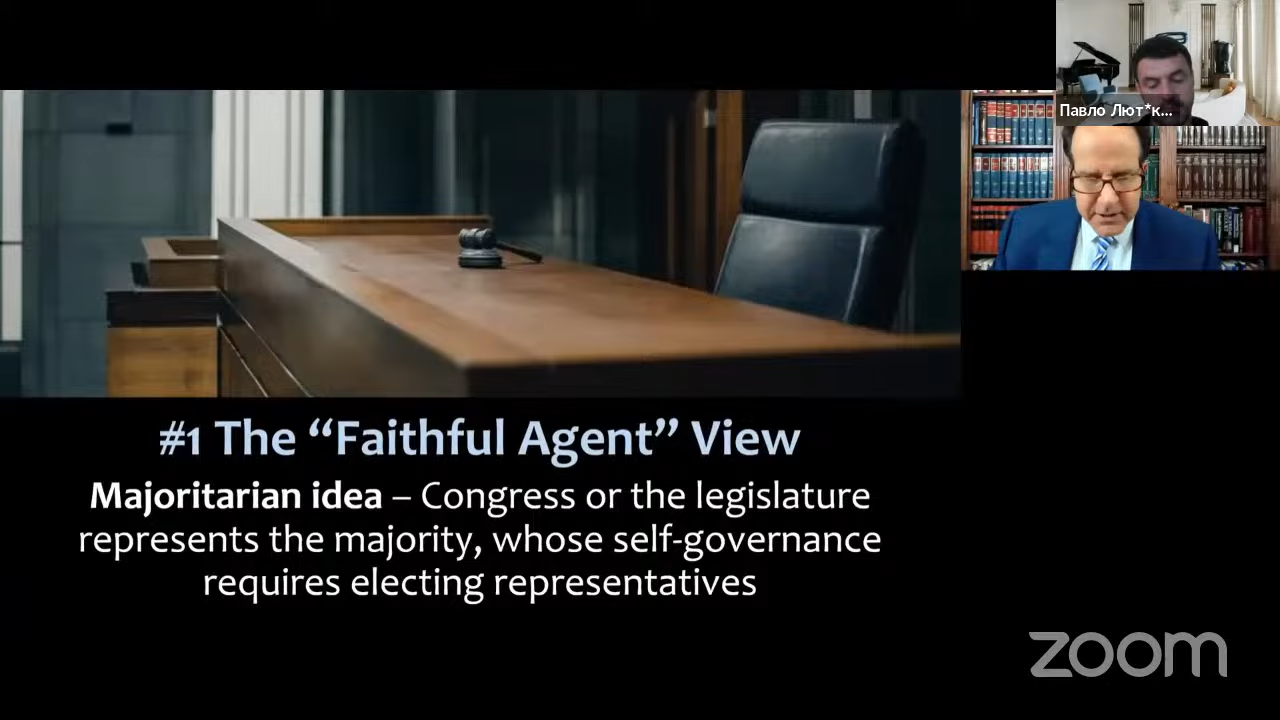 Павло Лют*к...
#1 The “Faithful Agent” View
Majoritarian idea – Congress or the legislature
represents the majority, whose self-governance
requires electing representatives
zoom